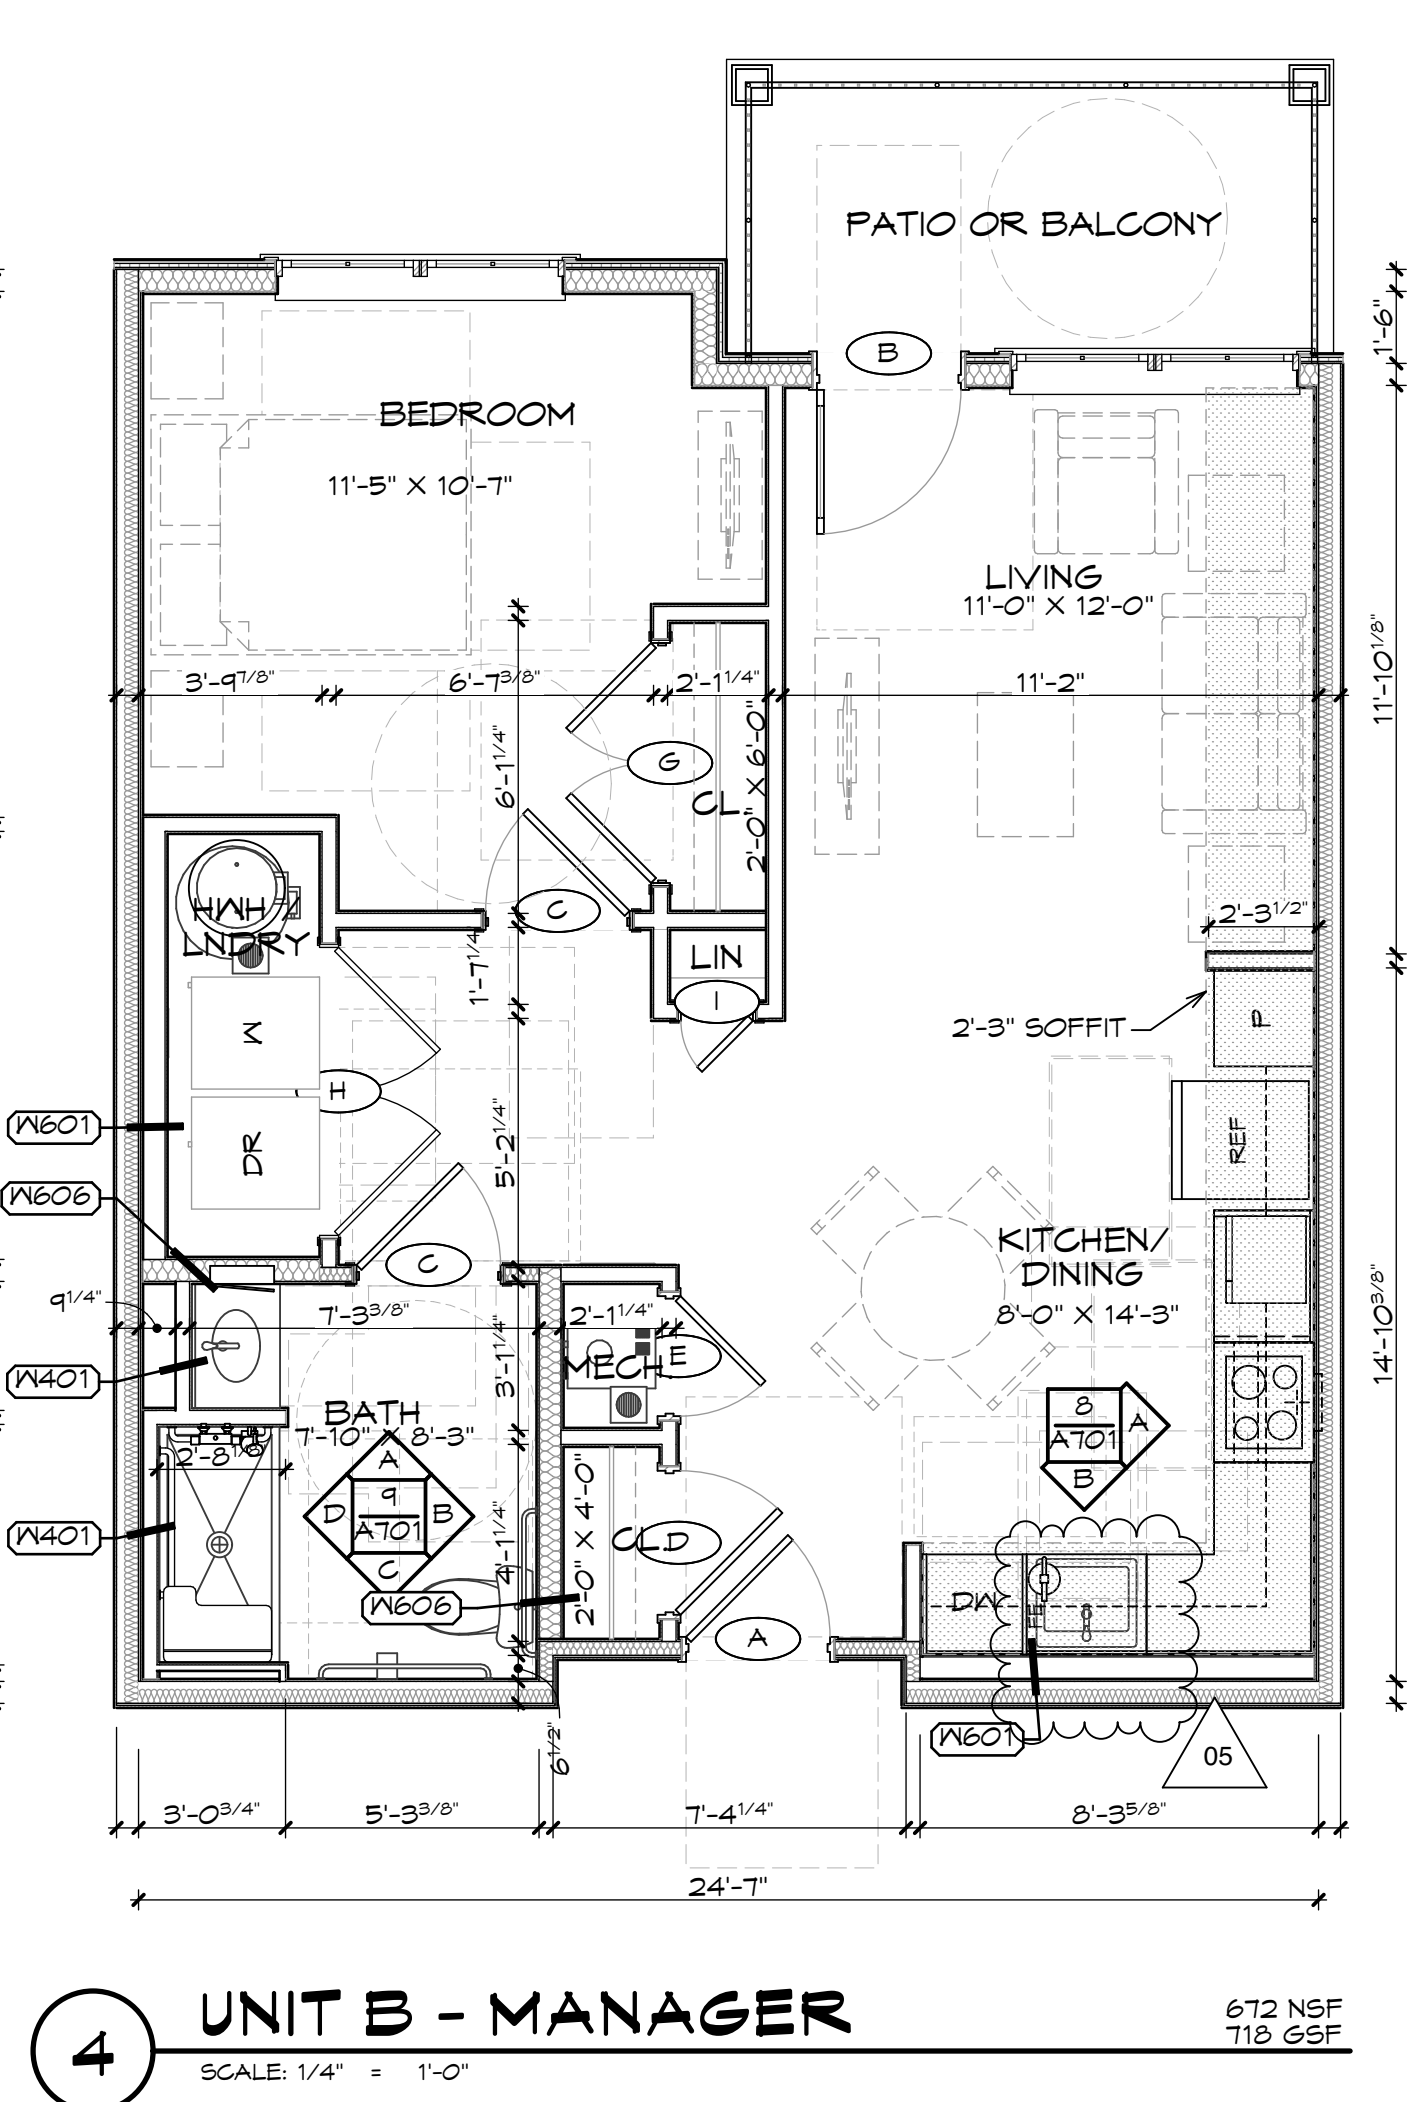 PATIO OR BALCONY
B
1'-6"
BEDROOM
11'-5" X 10'-7"
LIVING
11'-0" X 12'-0"
11'-10 1/8"
3'-9 7/8"
6'-7 3/8"
2'-1 1/4"
11'-2"
6'-1 1/4"
G
CL.
2'-0" X 6'-0"
C
HWH /
LNDRY
2'-3 1/2"
1'-7 1/4"
LIN
I
2'-3" SOFFIT
P
W
H
REF
W601
DR
5'-2 1/4"
W606
KITCHEN/
DINING
8'-0" X 14'-3"
C
14'-10 3/8"
9 1/4"
7'-3 3/8"
2'-1 1/4"
3'-1 1/4"
MECH
E
W401
BATH
7'-10" X 8'-3"
8
A701
A
B
2'-8 1/8"
A
9
A701
B
C
D
4'-1 1/4"
W401
2'-0" X 4'-0"
CL.
D
W606
DW
FE
A
W601
05
6 1/2"
3'-0 3/4"
5'-3 3/8"
7'-4 1/4"
8'-3 5/8"
24'-7"
4
UNIT B - MANAGER
672 NSF
718 GSF
SCALE: 1/4" = 1'-0"